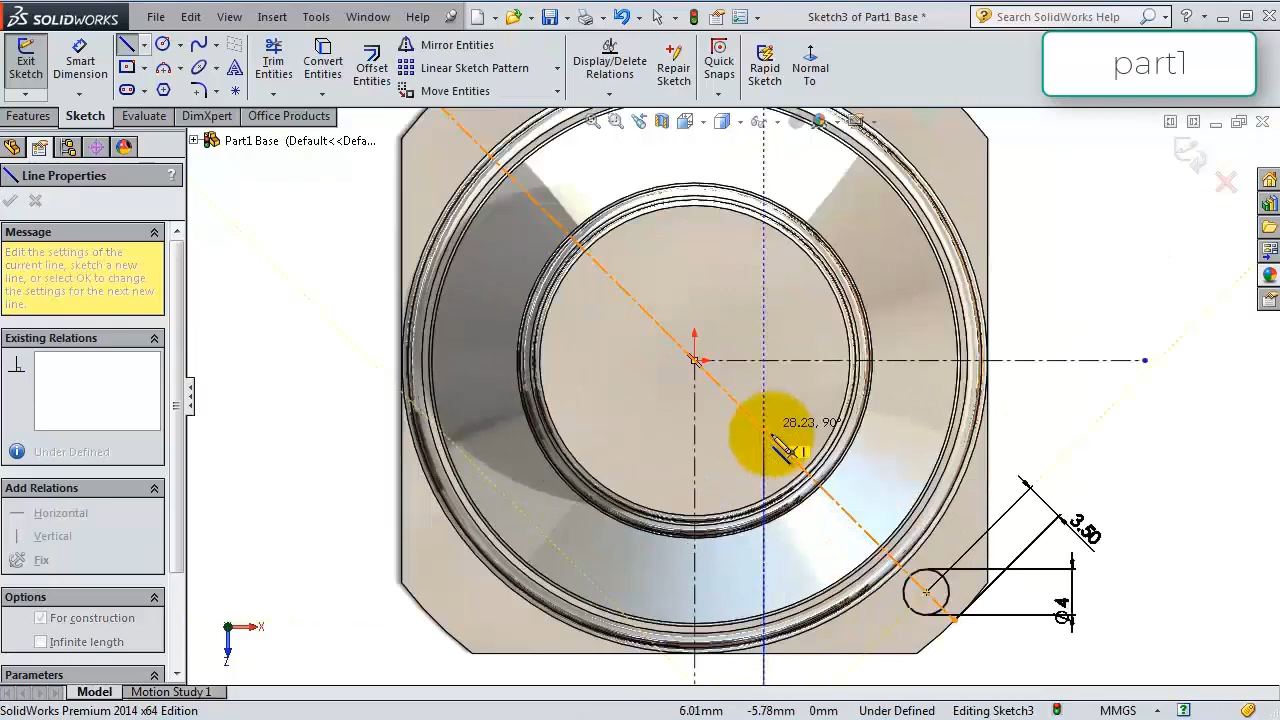 SOLIDWORKS
File Edit View Insert Tools Window Help
Sketch3 of Part1 Base *
Search SolidWorks Help
part1
Exit Sketch
Smart Dimension
Trim Entities
Convert Entities
Offset Entities
Mirror Entities
Linear Sketch Pattern
Move Entities
Display/Delete Relations
Repair Sketch
Quick Snaps
Rapid Sketch
Normal To
Features Sketch Evaluate DimXpert Office Products
Part1 Base (Default<<Defa...
Line Properties ?
Message
Edit the settings of the
current line, sketch a new
line, or select OK to change
the settings for the next new
line.
Existing Relations
Under Defined
Add Relations
Horizontal
Vertical
Fix
Options
For construction
Infinite length
Parameters
28.23, 90°
3.50
Ø 4
X
Z
Model Motion Study 1
SolidWorks Premium 2014 x64 Edition
6.01mm -5.78mm 0mm Under Defined Editing Sketch3 MMGS